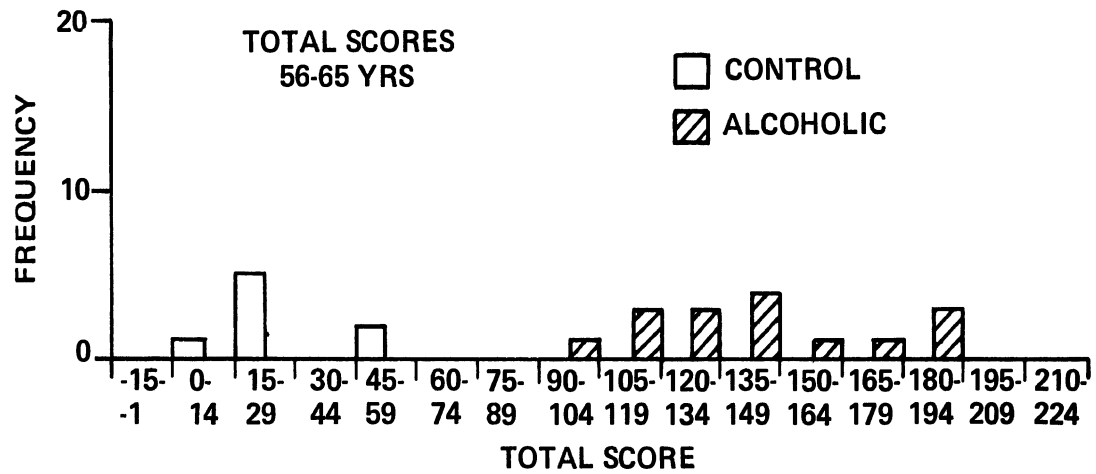 20
TOTAL SCORES
56-65 YRS
CONTROL
ALCOHOLIC
FREQUENCY
10
0
-15- 0- 15- 30- 45- 60- 75- 90- 105- 120- 135- 150- 165- 180- 195- 210-
-1 14 29 44 59 74 89 104 119 134 149 164 179 194 209 224
TOTAL SCORE